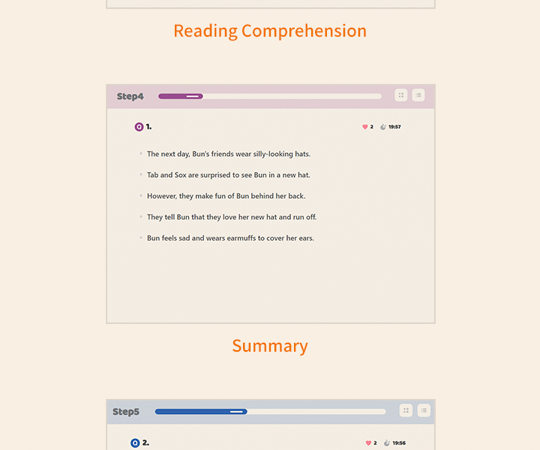 Reading Comprehension
Step4
1.
2
19:57
The next day, Bun's friends wear silly-looking hats.
Tab and Sox are surprised to see Bun in a new hat.
However, they make fun of Bun behind her back.
They tell Bun that they love her new hat and run off.
Bun feels sad and wears earmuffs to cover her ears.
Summary
Step5
2.
2
19:56